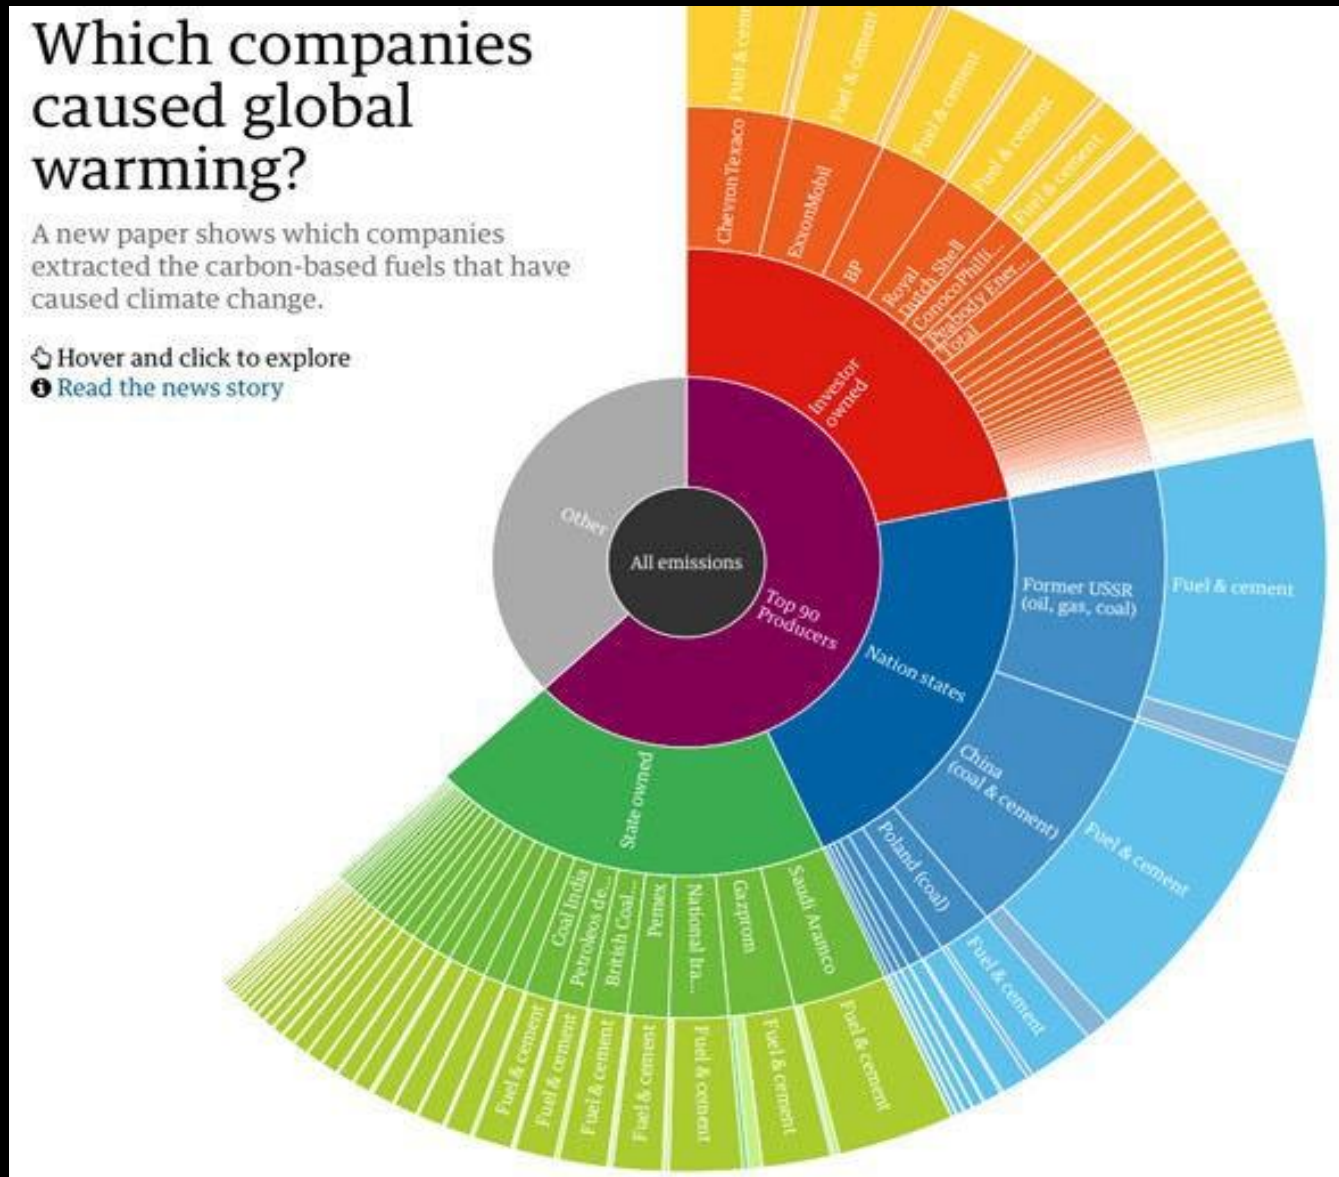 Which companies
caused global
warming?
A new paper shows which companies
extracted the carbon-based fuels that have
caused climate change.
Hover and click to explore
Read the news story
All emissions
Other
Top 90
Producers
Investor
owned
Nation states
State owned
ChevronTexaco
ExxonMobil
BP
Royal
Dutch Shell
ConocoPhilli...
Peabody Ener...
Total
Former USSR
(oil, gas, coal)
China
(coal & cement)
Poland (coal)
Saudi Aramco
Gazprom
National Ira...
Pemex
British Coal...
Petroleos de...
Coal India
Fuel & cem
Fuel & cement
Fuel & cement
Fuel & cement
Fuel & cement
Fuel & cement
Fuel & cement
Fuel & cement
Fuel & cement
Fuel & cement
Fuel & cement
Fuel & cement
Fuel & cement
Fuel & cement
Fuel & cement